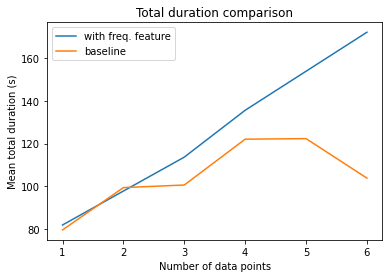 Total duration comparison
with freq. feature
baseline
Mean total duration (s)
160
140
120
100
80
1 2 3 4 5 6
Number of data points